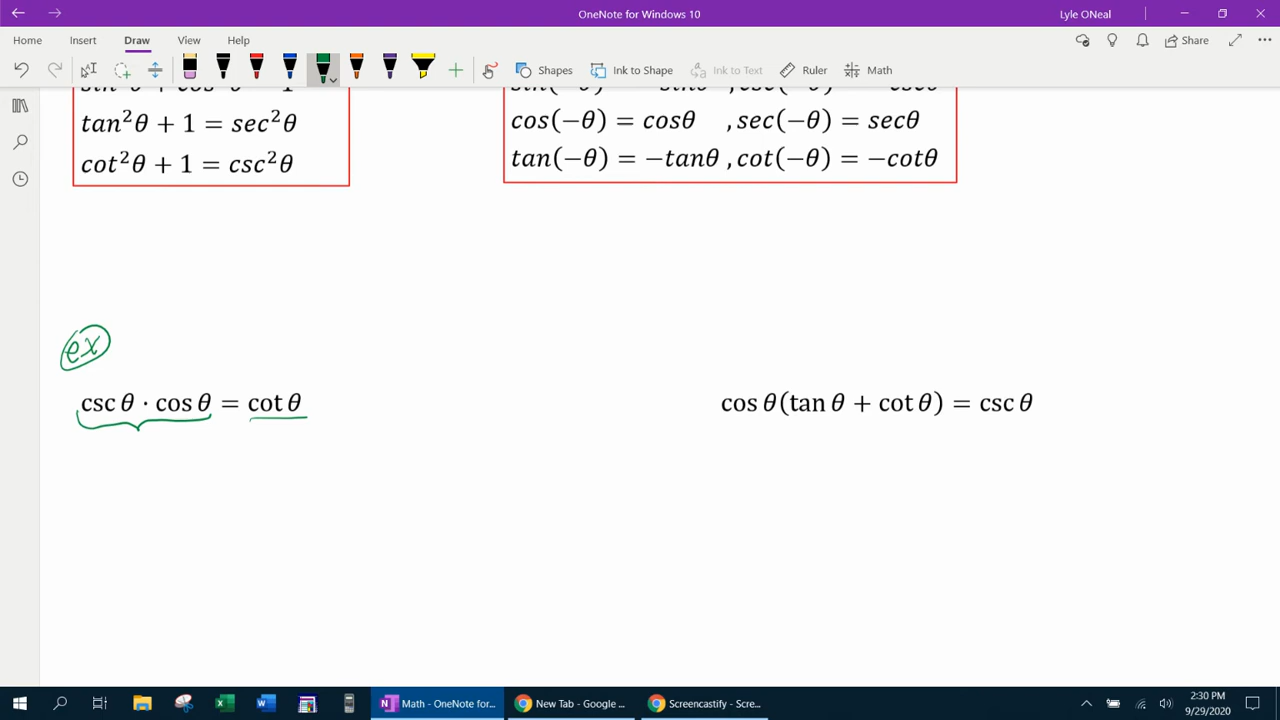 OneNote for Windows 10
Lyle ONeal
Home Insert Draw View Help
Share
Shapes Ink to Shape Ink to Text Ruler Math
tan²θ + 1 = sec²θ
cot²θ + 1 = csc²θ
cos(−θ) = cosθ , sec(−θ) = secθ
tan(−θ) = −tanθ , cot(−θ) = −cotθ
ex
csc θ · cos θ = cot θ
cos θ(tan θ + cot θ) = csc θ
Math - OneNote for... New Tab - Google ... Screencastify - Scre...
2:30 PM
9/29/2020